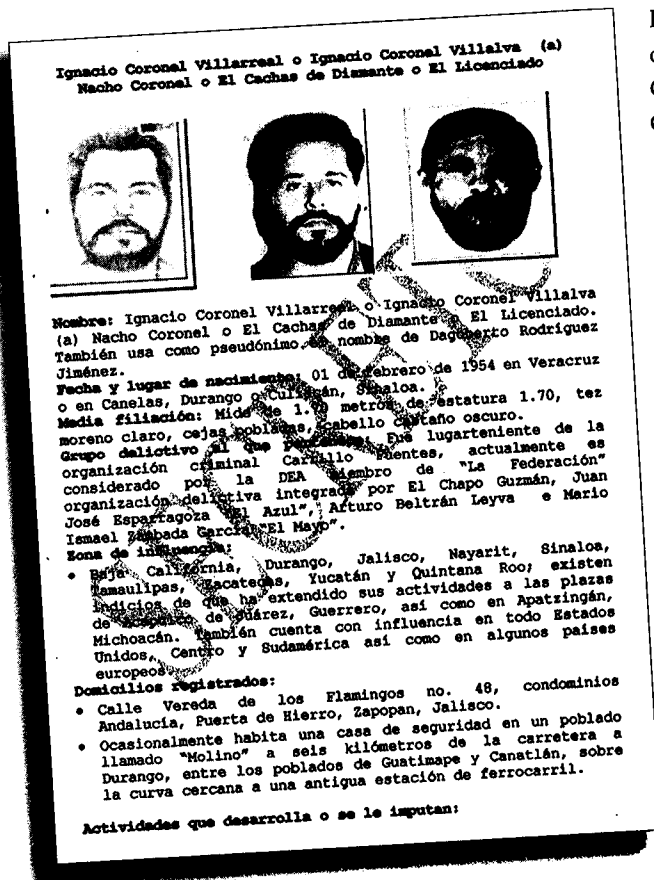 Ignacio Coronel Villarreal o Ignacio Coronel Villalva (a)
Nacho Coronel o El Cachas de Diamante o El Licenciado
Nombre: Ignacio Coronel Villarreal o Ignacio Coronel Villalva
(a) Nacho Coronel o El Cachas de Diamante o El Licenciado.
También usa como pseudónimo el nombre de Dagoberto Rodríguez
Jiménez.
Fecha y lugar de nacimiento: 01 de febrero de 1954 en Veracruz
o en Canelas, Durango o Culiacán, Sinaloa.
Media filiación: Mide de 1.70 metros de estatura 1.70, tez
moreno claro, cejas pobladas, cabello castaño oscuro.
Grupo delictivo al que pertenece: Fue lugarteniente de la
organización criminal Carrillo Fuentes, actualmente es
considerado por la DEA miembro de "La Federación"
organización delictiva integrada por El Chapo Guzmán, Juan
José Esparragoza "El Azul", Arturo Beltrán Leyva e Mario
Ismael Zambada García "El Mayo".
Zona de influencia:
• Baja California, Durango, Jalisco, Nayarit, Sinaloa,
Tamaulipas, Zacatecas, Yucatán y Quintana Roo; existen
indicios de que ha extendido sus actividades a las plazas
de Acapulco de Juárez, Guerrero, así como en Apatzingán,
Michoacán. También cuenta con influencia en todo Estados
Unidos, Centro y Sudamérica así como en algunos países
europeos.
Domicilios registrados:
• Calle Vereda de los Flamingos no. 48, condominios
Andalucía, Puerta de Hierro, Zapopan, Jalisco.
• Ocasionalmente habita una casa de seguridad en un poblado
llamado "Molino" a seis kilómetros de la carretera a
Durango, entre los poblados de Guatimape y Canatlán, sobre
la curva cercana a una antigua estación de ferrocarril.
Actividades que desarrolla o se le imputan: